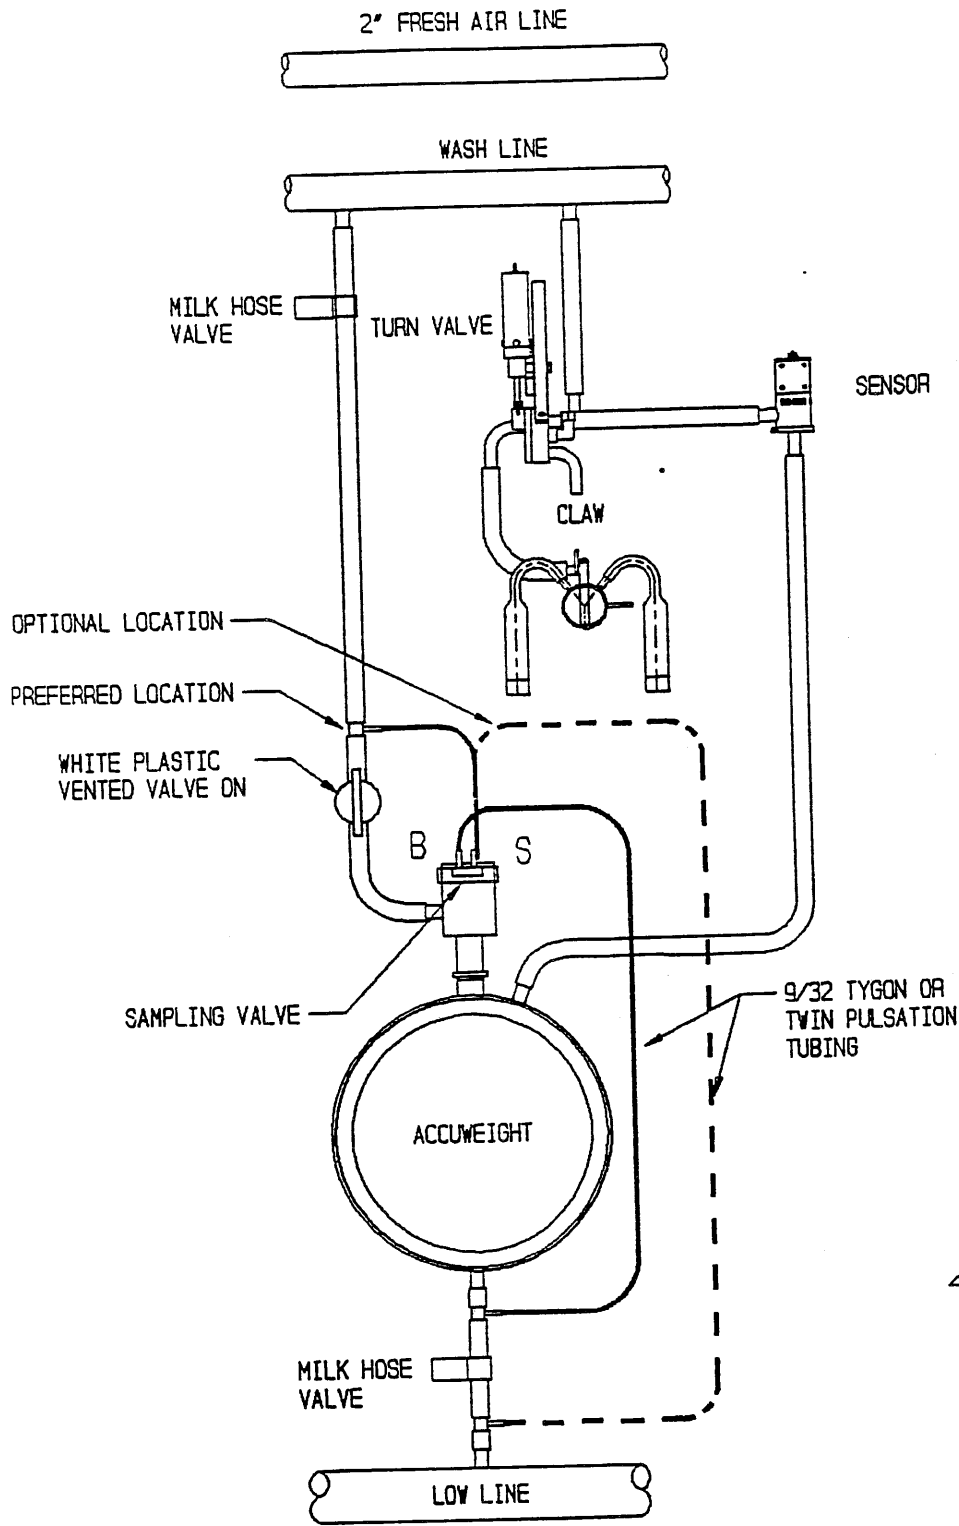 2" FRESH AIR LINE
WASH LINE
MILK HOSE
VALVE
TURN VALVE
SENSOR
CLAW
OPTIONAL LOCATION
PREFERRED LOCATION
WHITE PLASTIC
VENTED VALVE ON
B
S
SAMPLING VALVE
9/32 TYGON OR
TWIN PULSATION
TUBING
ACCUWEIGHT
MILK HOSE
VALVE
LOW LINE